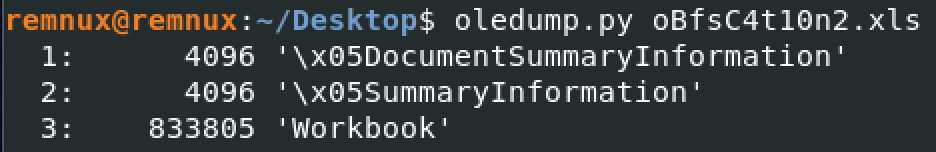 remnux@remnux:~/Desktop$ oledump.py oBfsC4t10n2.xls
  1:      4096 '\x05DocumentSummaryInformation'
  2:      4096 '\x05SummaryInformation'
  3:    833805 'Workbook'